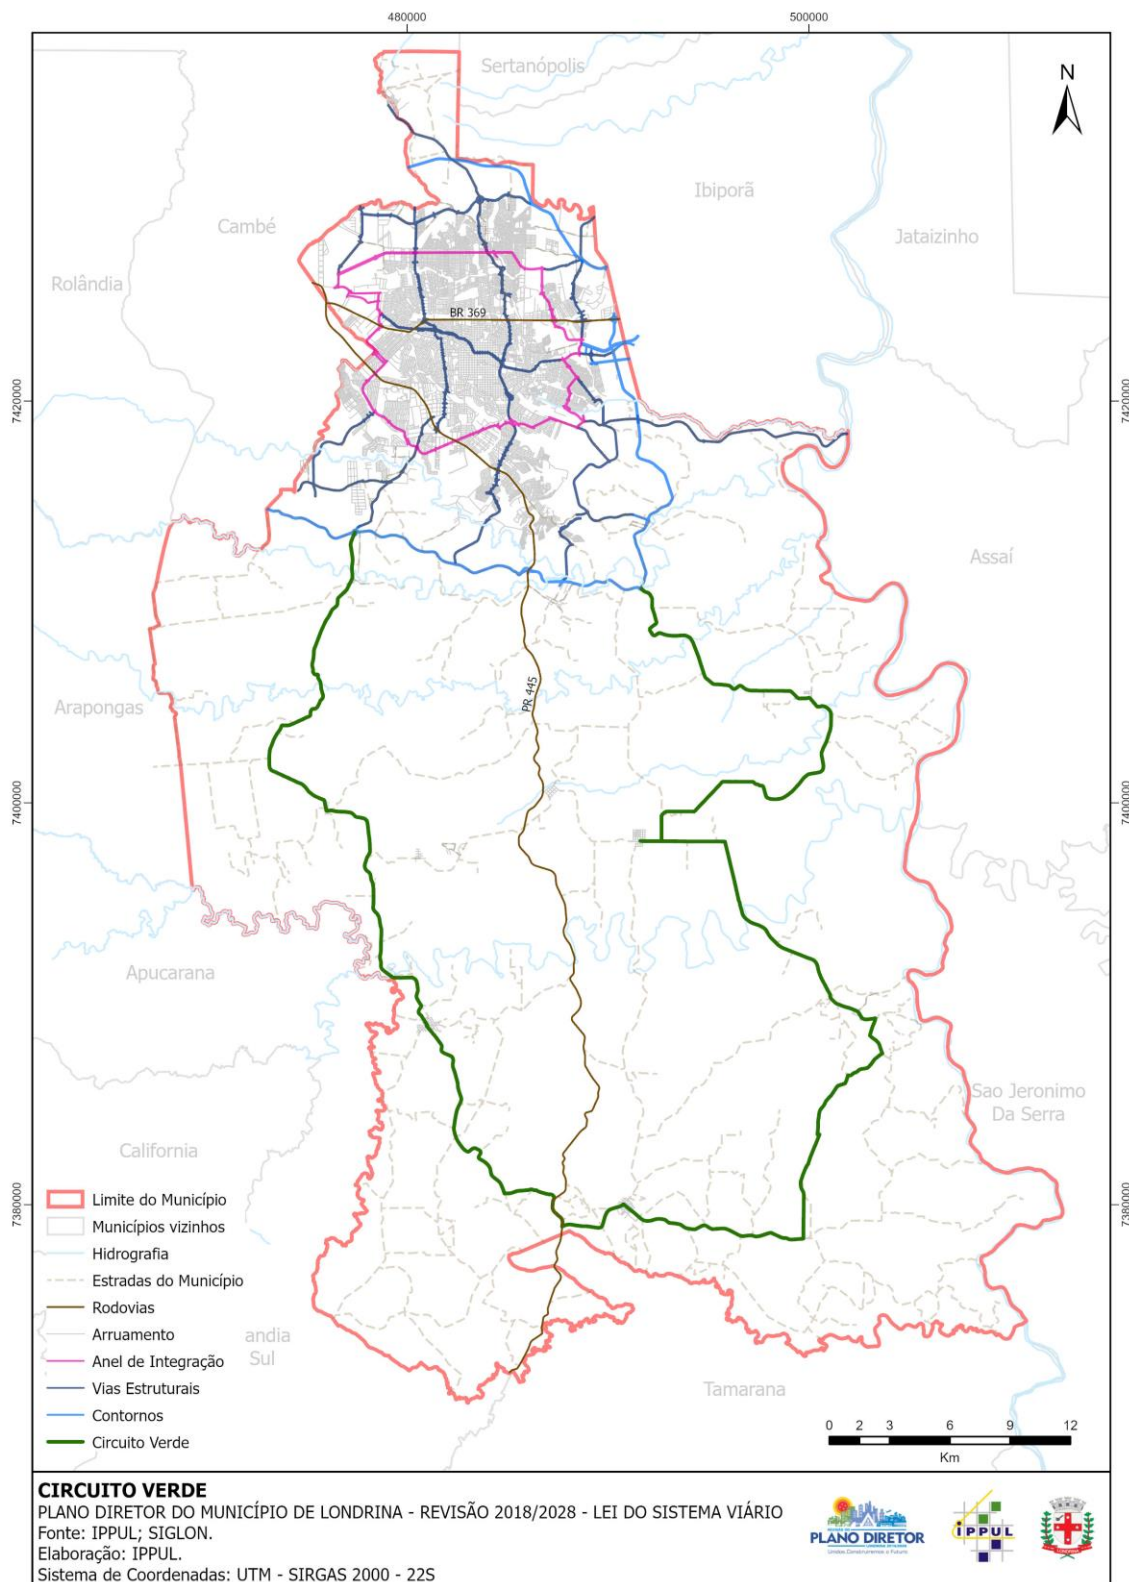 480000
500000
Sertanópolis
N
Ibiporã
Cambé
Jataizinho
Rolândia
BR 369
7420000
7420000
Assaí
PR 445
Arapongas
7400000
7400000
Apucarana
Sao Jeronimo
Da Serra
California
7380000
7380000
Limite do Município
Municípios vizinhos
Hidrografia
Estradas do Município
Rodovias
Arruamento
andia
Sul
Anel de Integração
Vias Estruturais
Tamarana
Contornos
Circuito Verde
0 2 3 6 9 12
Km
CIRCUITO VERDE
PLANO DIRETOR DO MUNICÍPIO DE LONDRINA - REVISÃO 2018/2028 - LEI DO SISTEMA VIÁRIO
Fonte: IPPUL; SIGLON.
Elaboração: IPPUL.
Sistema de Coordenadas: UTM - SIRGAS 2000 - 22S
PLANO DIRETOR
IPPUL